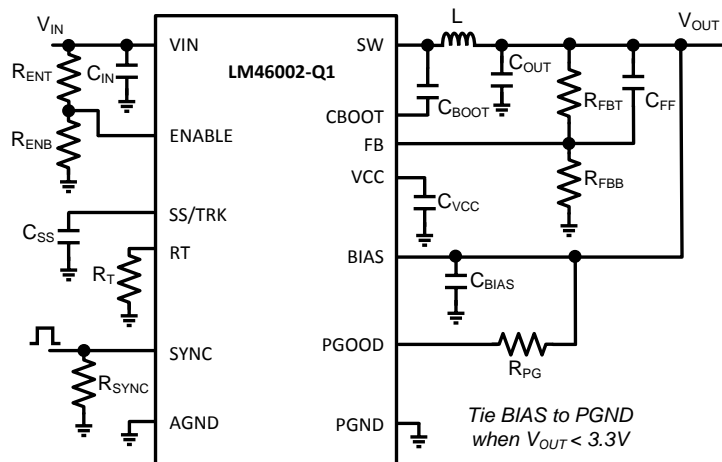 VIN
VIN
SW
L
VOUT
RENT
CIN
LM46002-Q1
COUT
RFBT
CFF
CBOOT
CBOOT
RENB
ENABLE
FB
VCC
RFBB
CVCC
SS/TRK
CSS
RT
RT
BIAS
CBIAS
SYNC
PGOOD
RPG
RSYNC
AGND
PGND
Tie BIAS to PGND
when VOUT < 3.3V